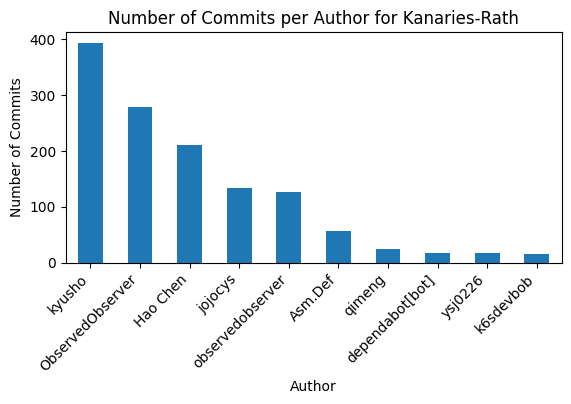 Number of Commits per Author for Kanaries-Rath
Number of Commits
400
300
200
100
0
kyusho
ObservedObserver
Hao Chen
jojocys
observedobserver
Asm.Def
qimeng
dependabot[bot]
ysj0226
k6sdevbob
Author